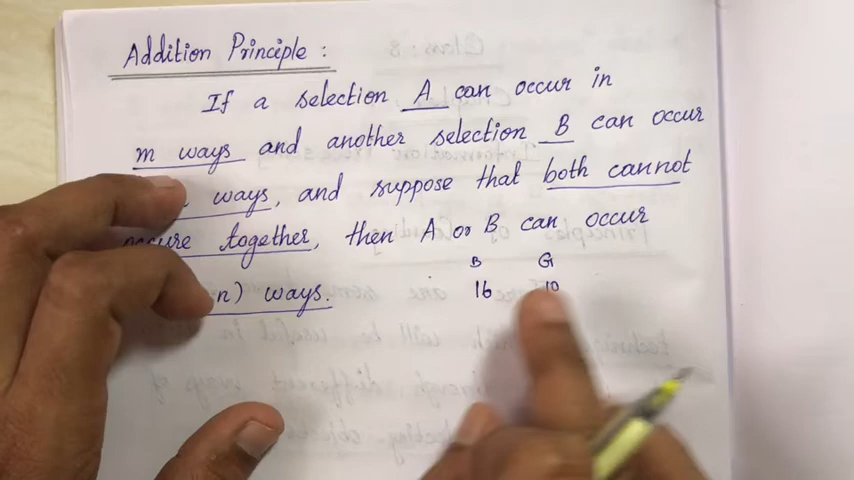 Addition Principle :
If a selection A can occur in
m ways and another selection B can occur
ways, and suppose that both cannot
occure together, then A or B can occur
B G
n) ways. 16 10